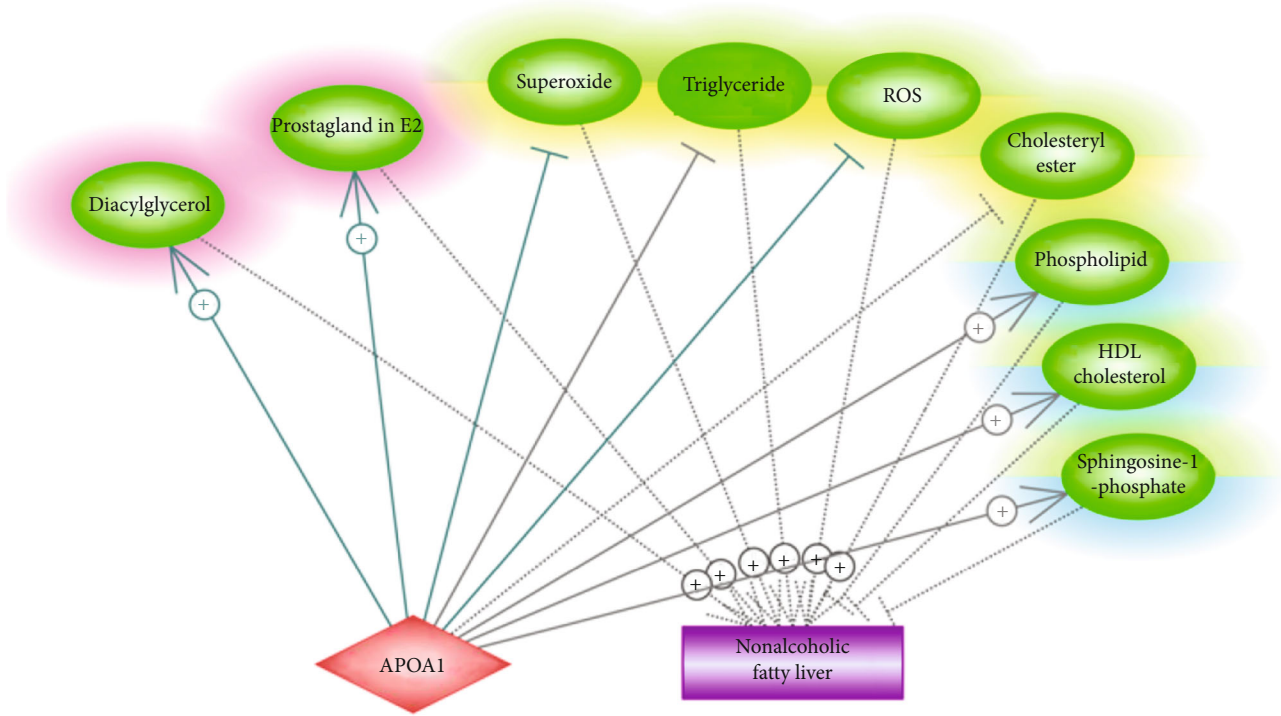 Superoxide
Triglyceride
ROS
Prostagland in E2
Cholesteryl
ester
Diacylglycerol
Phospholipid
HDL
cholesterol
Sphingosine-1
-phosphate
+
+
+
+
+
+
+
+
+
+
+
APOA1
Nonalcoholic
fatty liver